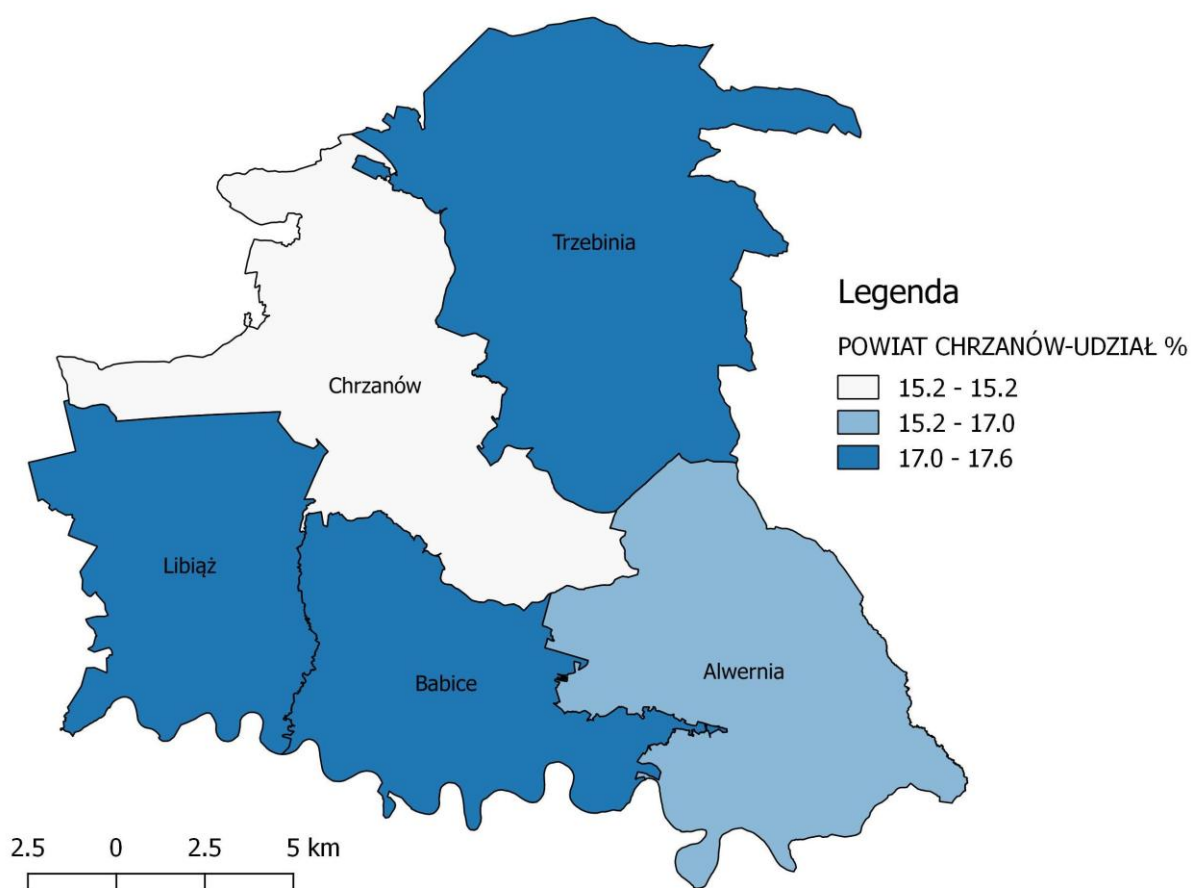 Trzebinia
Legenda
POWIAT CHRZANÓW-UDZIAŁ %
15.2 - 15.2
15.2 - 17.0
17.0 - 17.6
Chrzanów
Libiąż
Babice
Alwernia
2.5 0 2.5 5 km